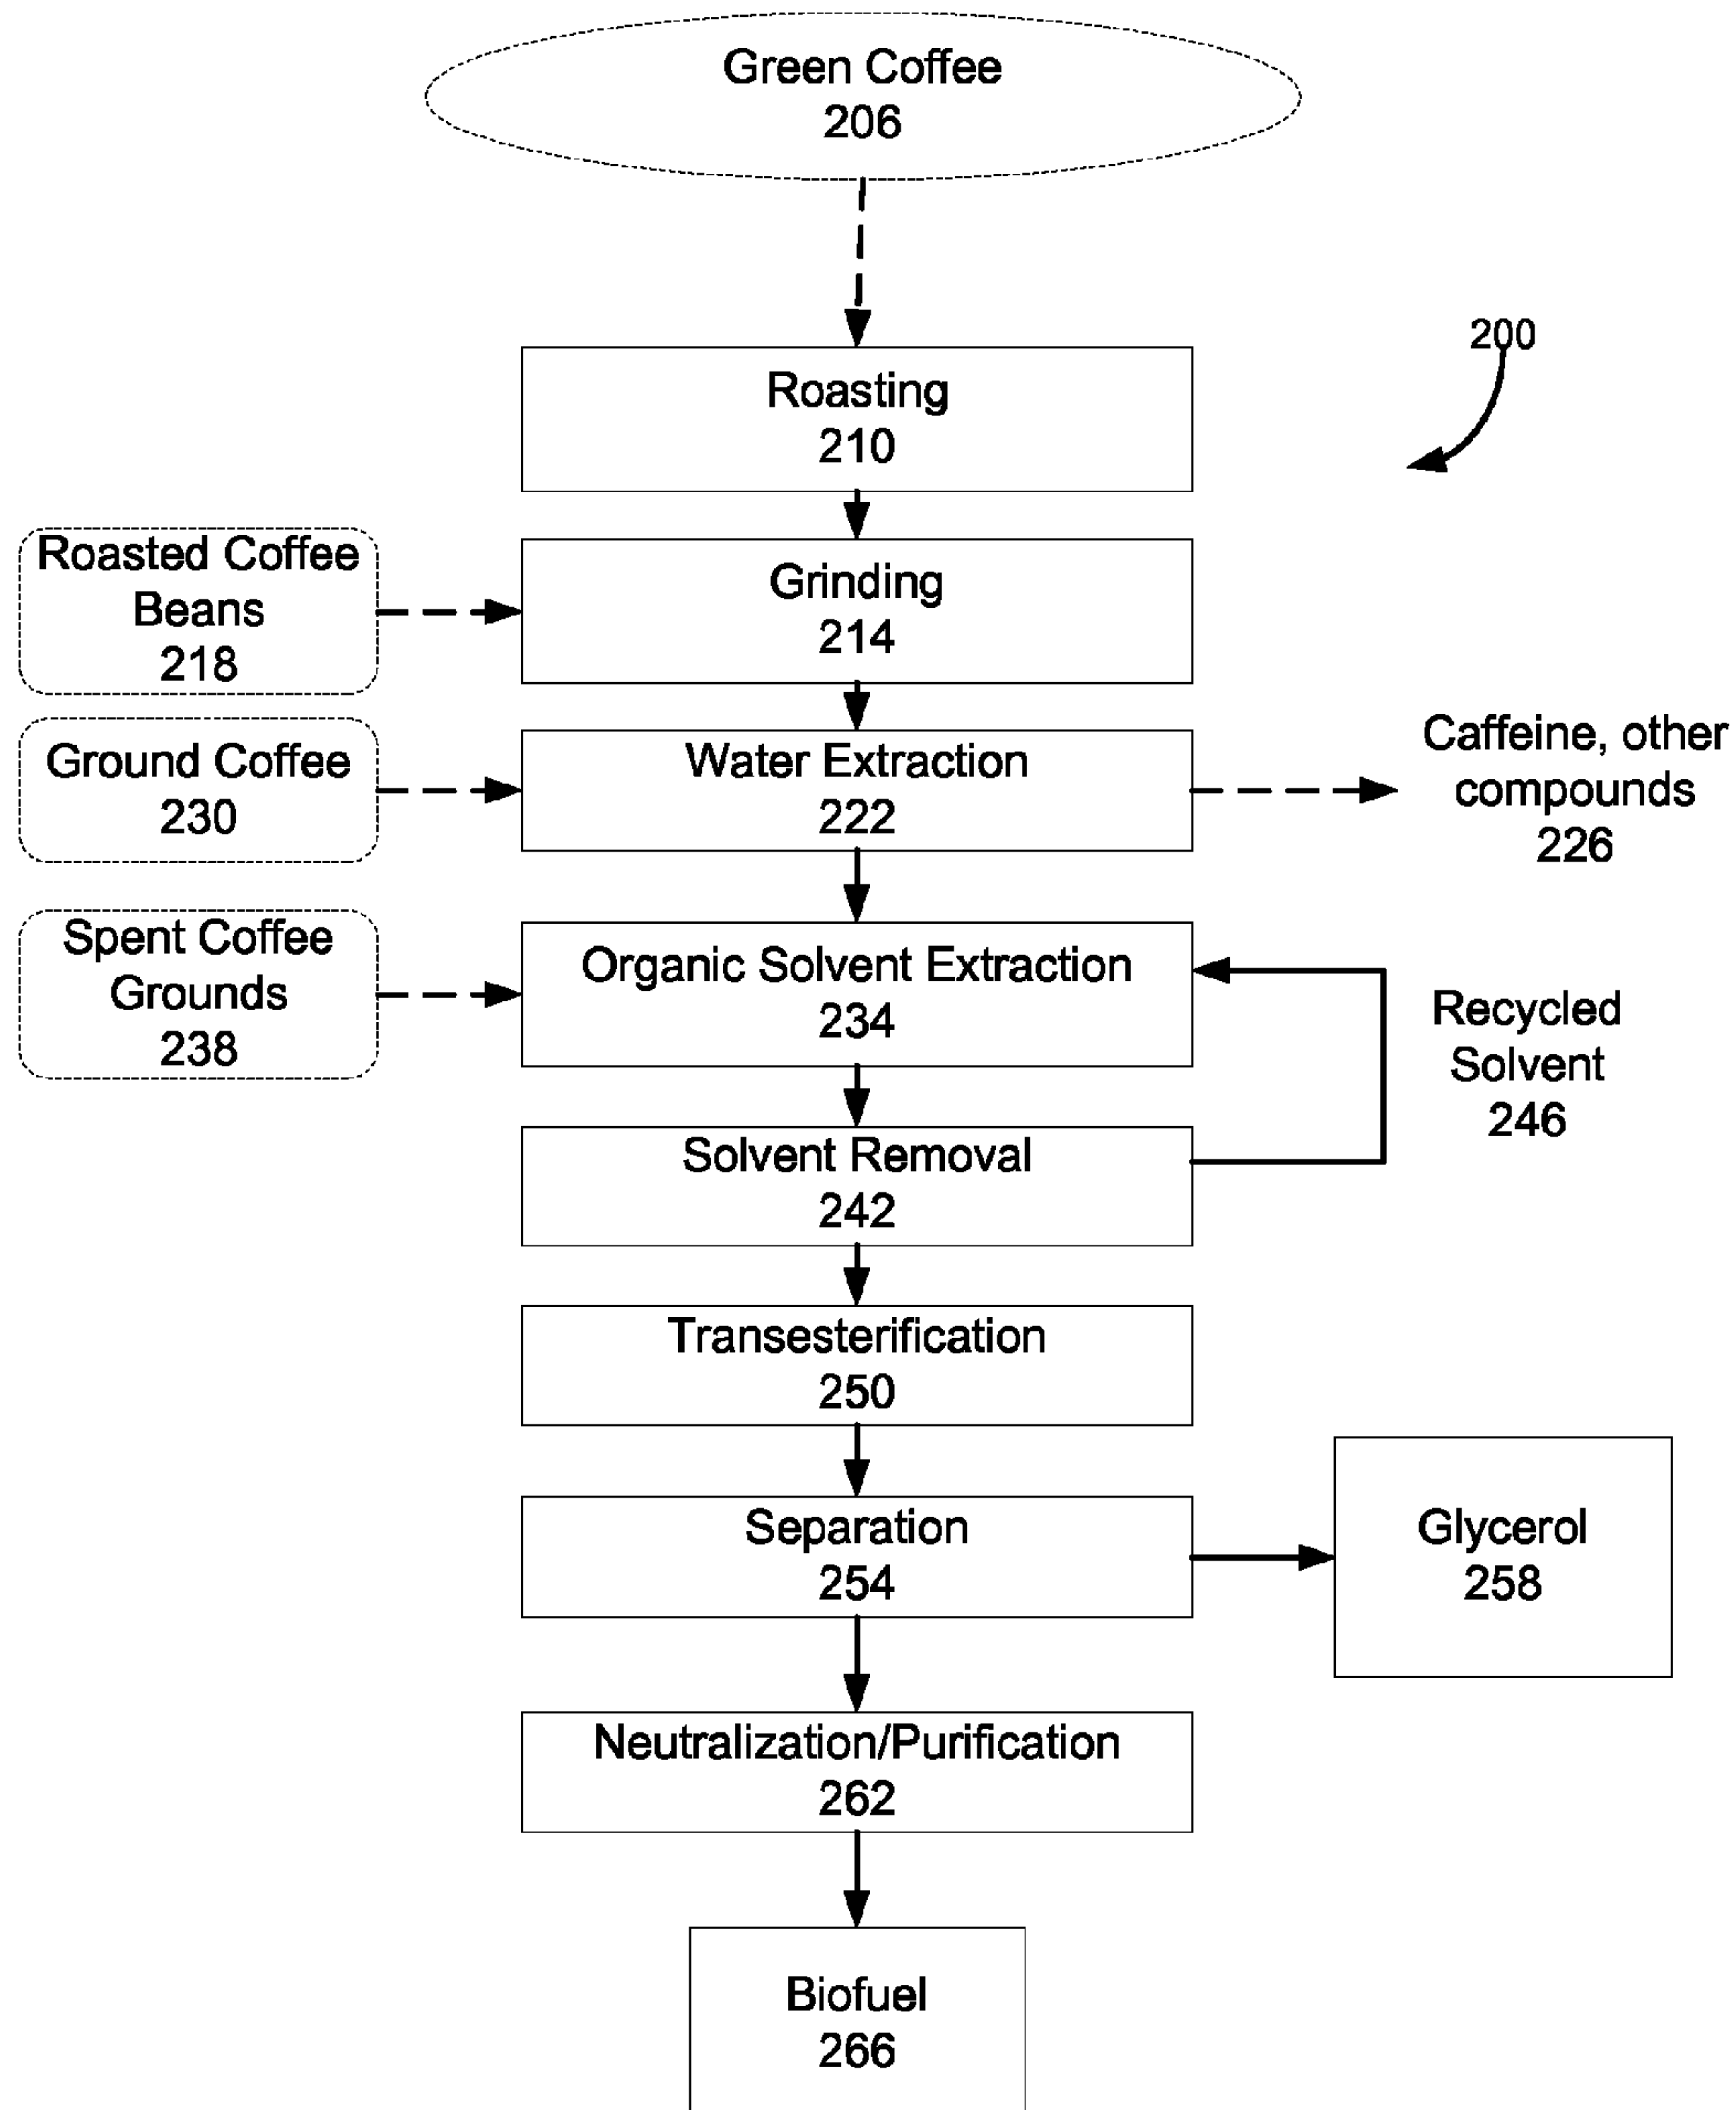 Green Coffee
206
200
Roasting
210
Roasted Coffee
Beans
218
Grinding
214
Ground Coffee
230
Water Extraction
222
Caffeine, other
compounds
226
Spent Coffee
Grounds
238
Organic Solvent Extraction
234
Recycled
Solvent
246
Solvent Removal
242
Transesterification
250
Separation
254
Glycerol
258
Neutralization/Purification
262
Biofuel
266